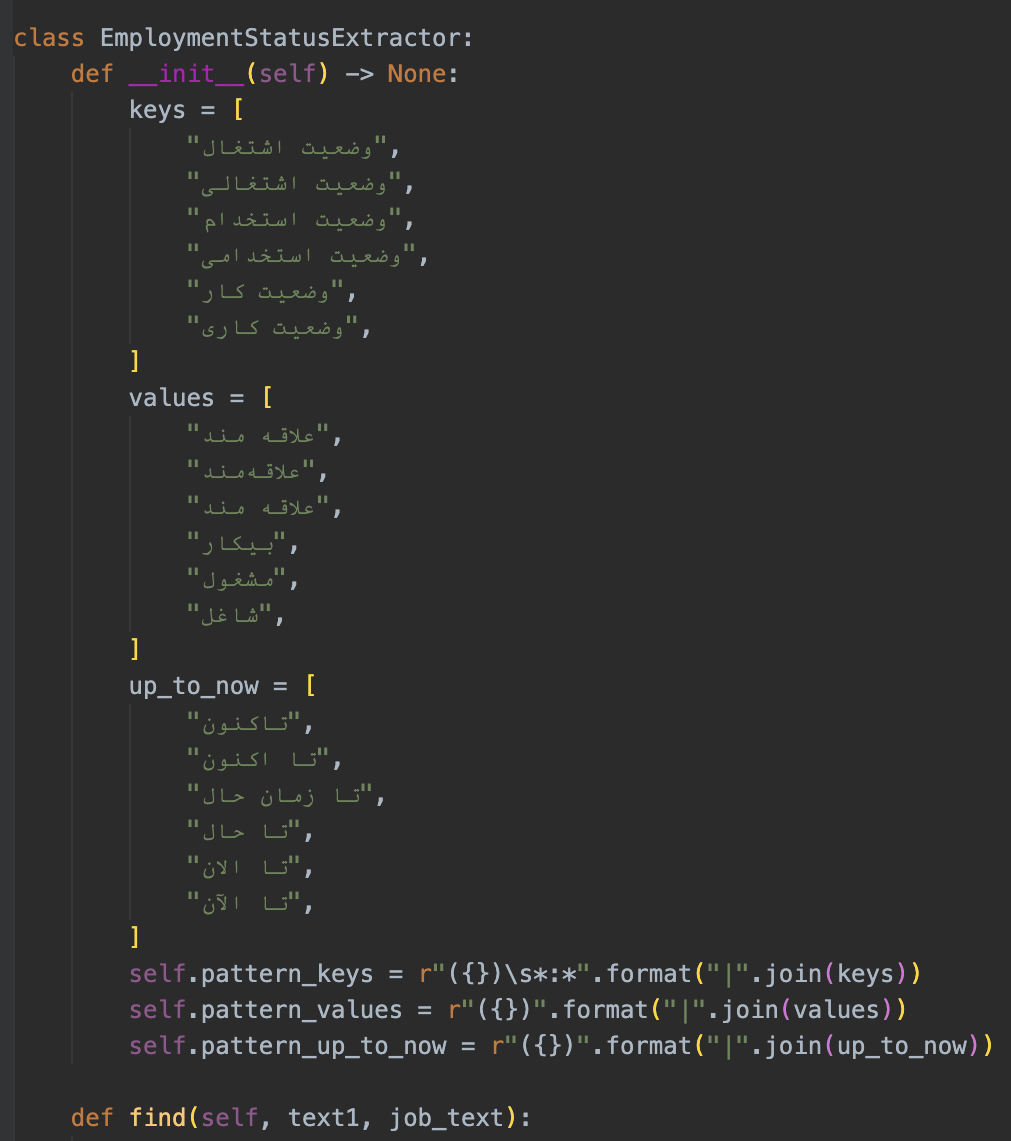 class EmploymentStatusExtractor:
    def __init__(self) -> None:
        keys = [
            "وضعیت اشتغال",
            "وضعیت اشتغالی",
            "وضعیت استخدام",
            "وضعیت استخدامی",
            "وضعیت کار",
            "وضعیت کاری",
        ]
        values = [
            "علاقه مند",
            "علاقه‌مند",
            "علاقه مند",
            "بیکار",
            "مشغول",
            "شاغل",
        ]
        up_to_now = [
            "تاکنون",
            "تا اکنون",
            "تا زمان حال",
            "تا حال",
            "تا الان",
            "تا الآن",
        ]
        self.pattern_keys = r"({})\s*:*".format("|".join(keys))
        self.pattern_values = r"({})".format("|".join(values))
        self.pattern_up_to_now = r"({})".format("|".join(up_to_now))
    def find(self, text1, job_text):